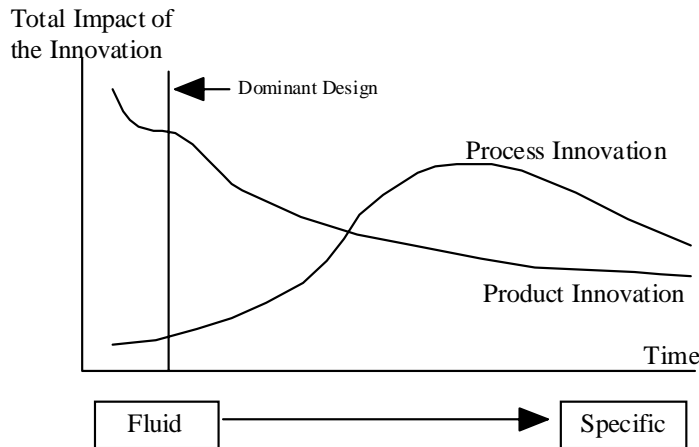 Total Impact of
the Innovation
Dominant Design
Process Innovation
Product Innovation
Time
Fluid
Specific